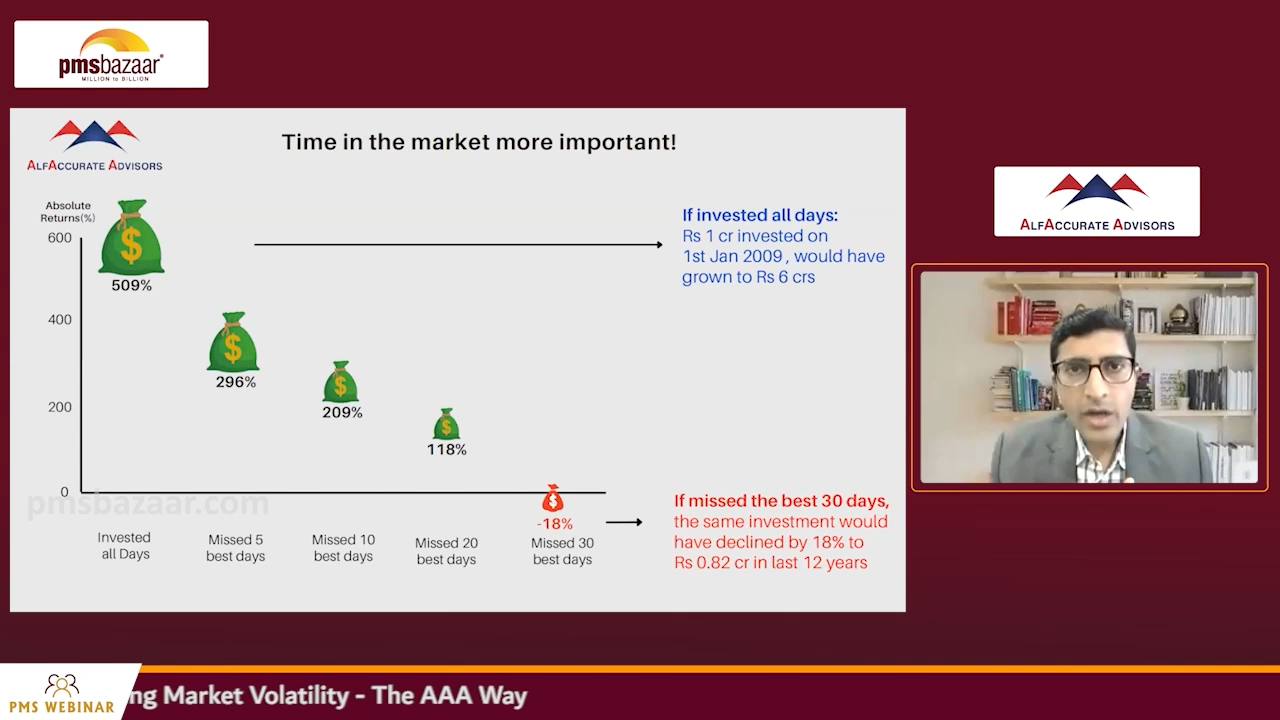 pmsbazaar
MILLION to BILLION
ALFACCURATE ADVISORS
Time in the market more important!
Absolute
Returns(%)
600
400
200
0
509%
296%
209%
118%
-18%
Invested
all Days
Missed 5
best days
Missed 10
best days
Missed 20
best days
Missed 30
best days
If invested all days:
Rs 1 cr invested on
1st Jan 2009 , would have
grown to Rs 6 crs
If missed the best 30 days,
the same investment would
have declined by 18% to
Rs 0.82 cr in last 12 years
pmsbazaar.com
ALFACCURATE ADVISORS
PMS WEBINAR
ng Market Volatility - The AAA Way